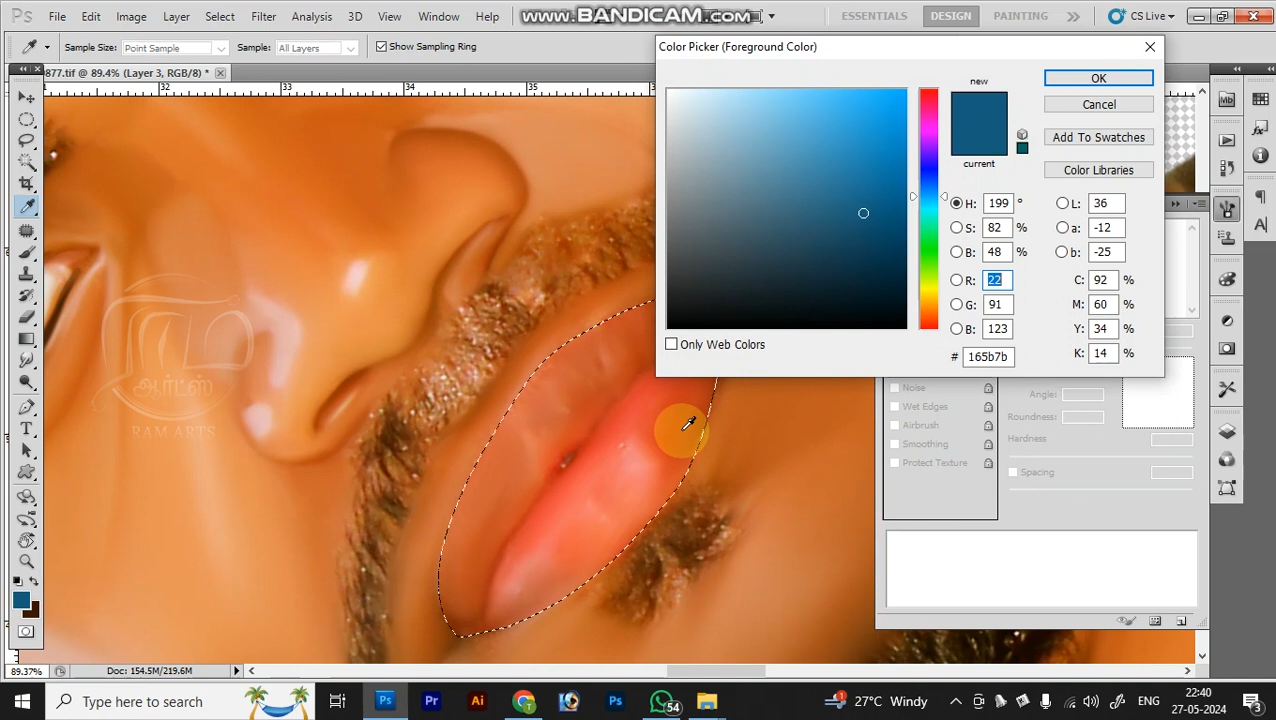 Ps File Edit Image Layer Select Filter Analysis 3D View Window Help www.BANDICAM.com ESSENTIALS DESIGN PAINTING CS Live
Sample Size: Point Sample Sample: All Layers Show Sampling Ring
877.tif @ 89.4% (Layer 3, RGB/8) *
32 33 34 35
Color Picker (Foreground Color)
new
current
OK
Cancel
Add To Swatches
Color Libraries
H: 199 ° L: 36
S: 82 % a: -12
B: 48 % b: -25
R: 22 C: 92 %
G: 91 M: 60 %
B: 123 Y: 34 %
# 165b7b K: 14 %
Only Web Colors
Noise
Wet Edges
Airbrush
Smoothing
Protect Texture
Angle:
Roundness:
Hardness
Spacing
ஆர்ட்ஸ்
RAM ARTS
89.37% Doc: 154.5M/219.6M
Type here to search
54
27°C Windy
ENG
22:40
27-05-2024
3